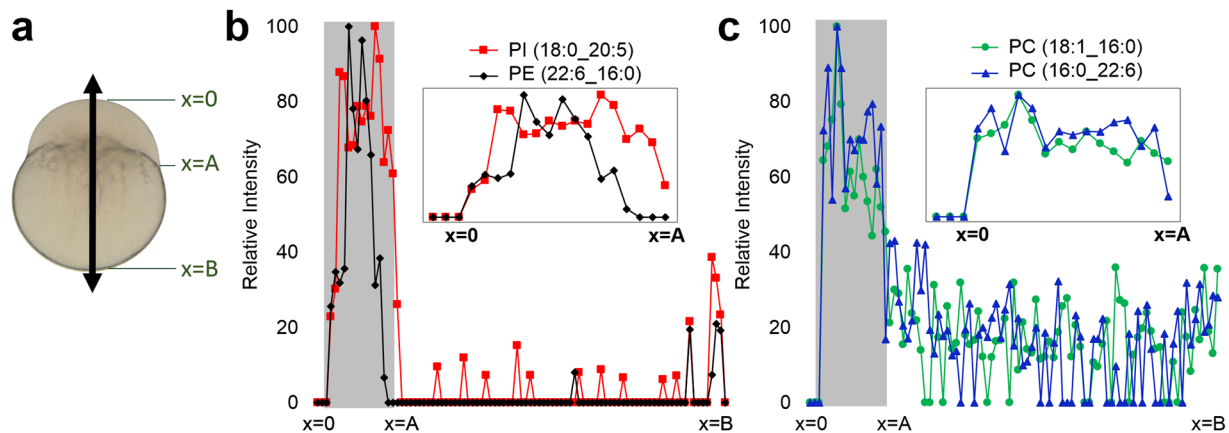 a
x=0
x=A
x=B
b
Relative Intensity
100
80
60
40
20
0
PI (18:0_20:5)
PE (22:6_16:0)
x=0
x=A
x=0
x=A
x=B
c
Relative Intensity
100
80
60
40
20
0
PC (18:1_16:0)
PC (16:0_22:6)
x=0
x=A
x=0
x=A
x=B